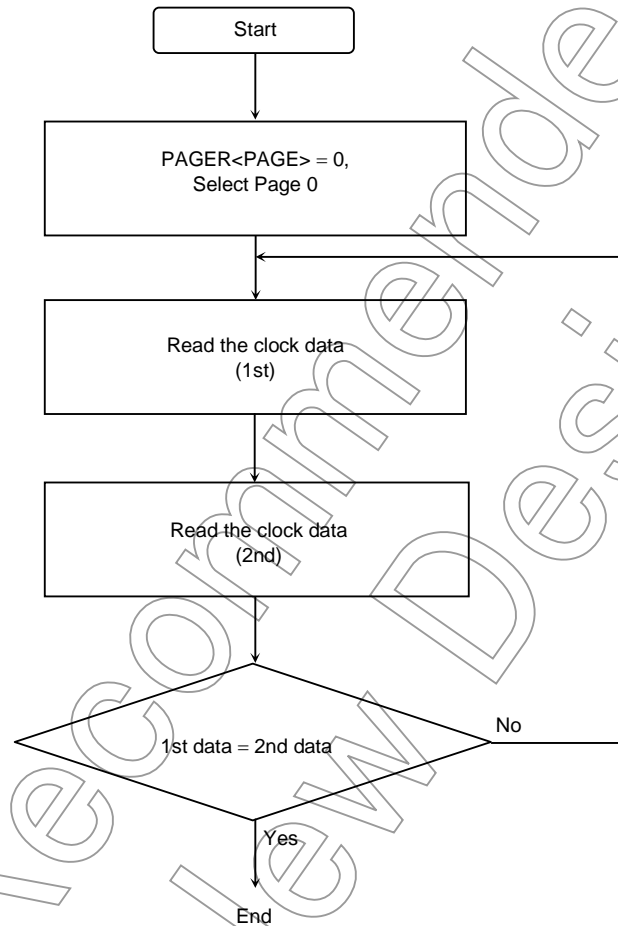 Start
PAGER<PAGE> = 0,
Select Page 0
Read the clock data
(1st)
Read the clock data
(2nd)
1st data = 2nd data
No
Yes
End